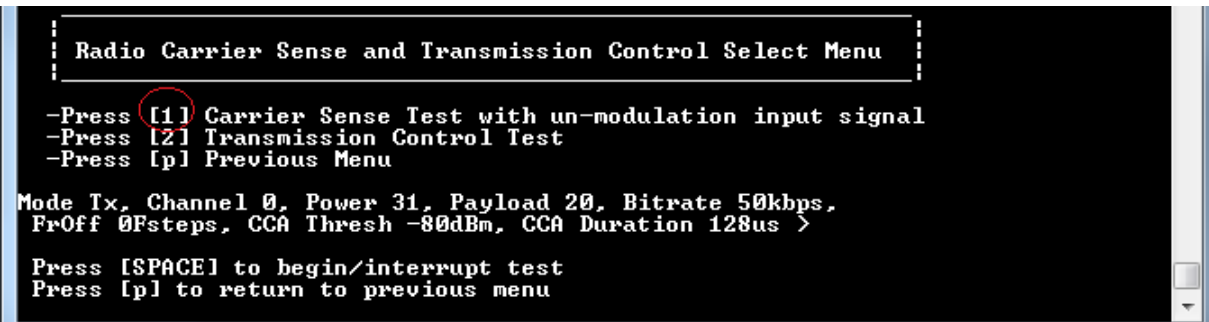 Radio Carrier Sense and Transmission Control Select Menu
-Press [1] Carrier Sense Test with un-modulation input signal
-Press [2] Transmission Control Test
-Press [p] Previous Menu
Mode Tx, Channel 0, Power 31, Payload 20, Bitrate 50kbps,
FrOff 0Fsteps, CCA Thresh -80dBm, CCA Duration 128us >
Press [SPACE] to begin/interrupt test
Press [p] to return to previous menu